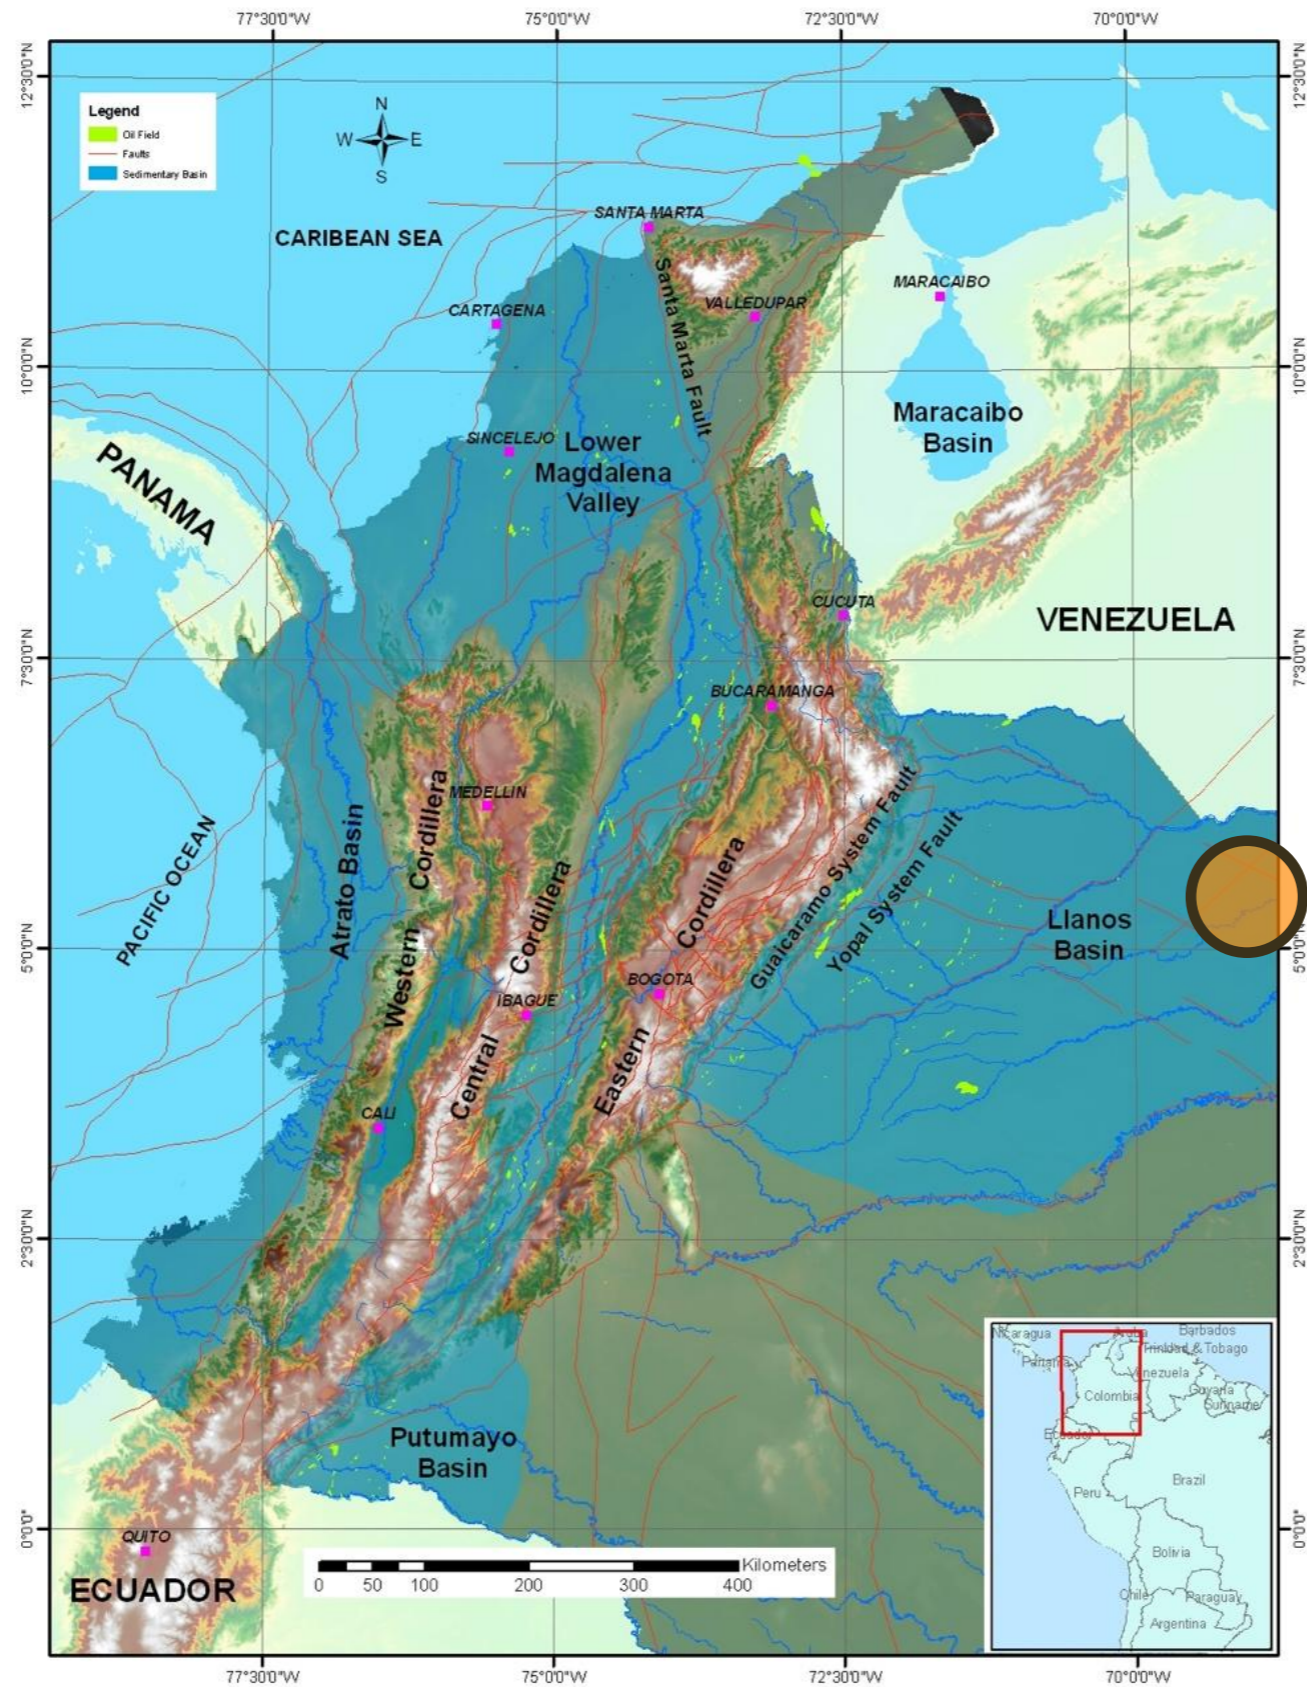 77°30'0"W
75°0'0"W
72°30'0"W
70°0'0"W
12°30'0"N
12°30'0"N
Legend
Oil Field
Faults
Sedimentary Basin
N
W
E
S
CARIBEAN SEA
SANTA MARTA
Santa Marta Fault
VALLEDUPAR
MARACAIBO
CARTAGENA
10°0'0"N
10°0'0"N
Maracaibo
Basin
SINCELEJO
Lower
Magdalena
Valley
PANAMA
CUCUTA
VENEZUELA
7°30'0"N
7°30'0"N
BUCARAMANGA
MEDELLIN
PACIFIC OCEAN
Atrato Basin
Western
Cordillera
Central
Cordillera
Eastern
Cordillera
Guaicaramo System Fault
Yopal System Fault
Llanos
Basin
5°0'0"N
5°0'0"N
BOGOTA
IBAGUE
CALI
2°30'0"N
2°30'0"N
Putumayo
Basin
QUITO
ECUADOR
0°0'0"
0°0'0"
Kilometers
0 50 100 200 300 400
Nicaragua
Aruba
Barbados
Trinidad & Tobago
Panama
Venezuela
Guyana
Suriname
Colombia
Ecuador
Brazil
Peru
Bolivia
Chile
Paraguay
Argentina
77°30'0"W
75°0'0"W
72°30'0"W
70°0'0"W